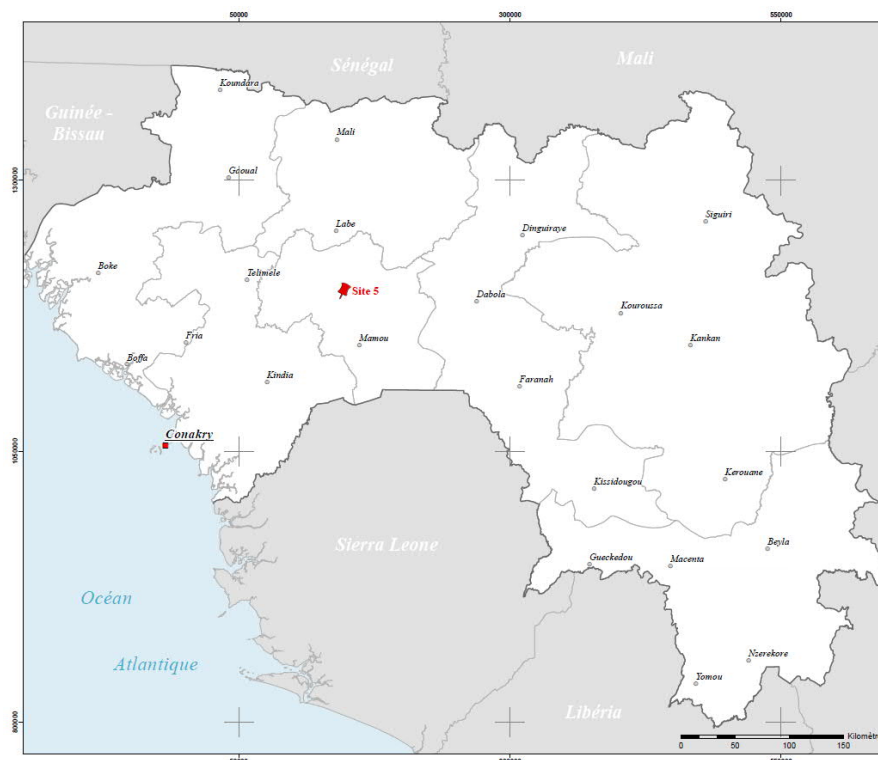 50000
300000
550000
Sénégal
Mali
Koundara
Guinée -
Bissau
Mali
1300000
Gaoual
Siguiri
Labe
Dinguiraye
Boke
Telimele
Site 5
Dabola
Kouroussa
Fria
Mamou
Kankan
Boffa
Kindia
Faranah
Conakry
1050000
Kissidougou
Kerouane
Sierra Leone
Beyla
Gueckedou
Macenta
Océan
Atlantique
Nzerekore
Yomou
Libéria
800000
Kilomètr
0 25 50 100 150